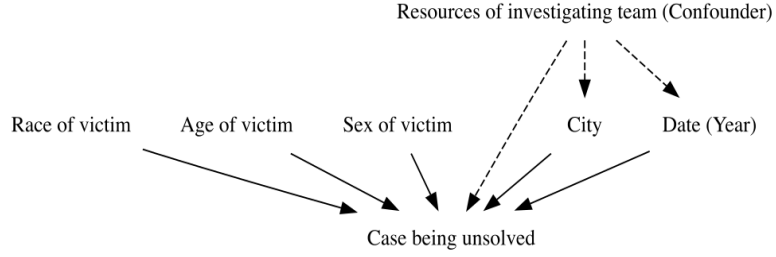 Resources of investigating team (Confounder)
Race of victim Age of victim Sex of victim City Date (Year)
Case being unsolved